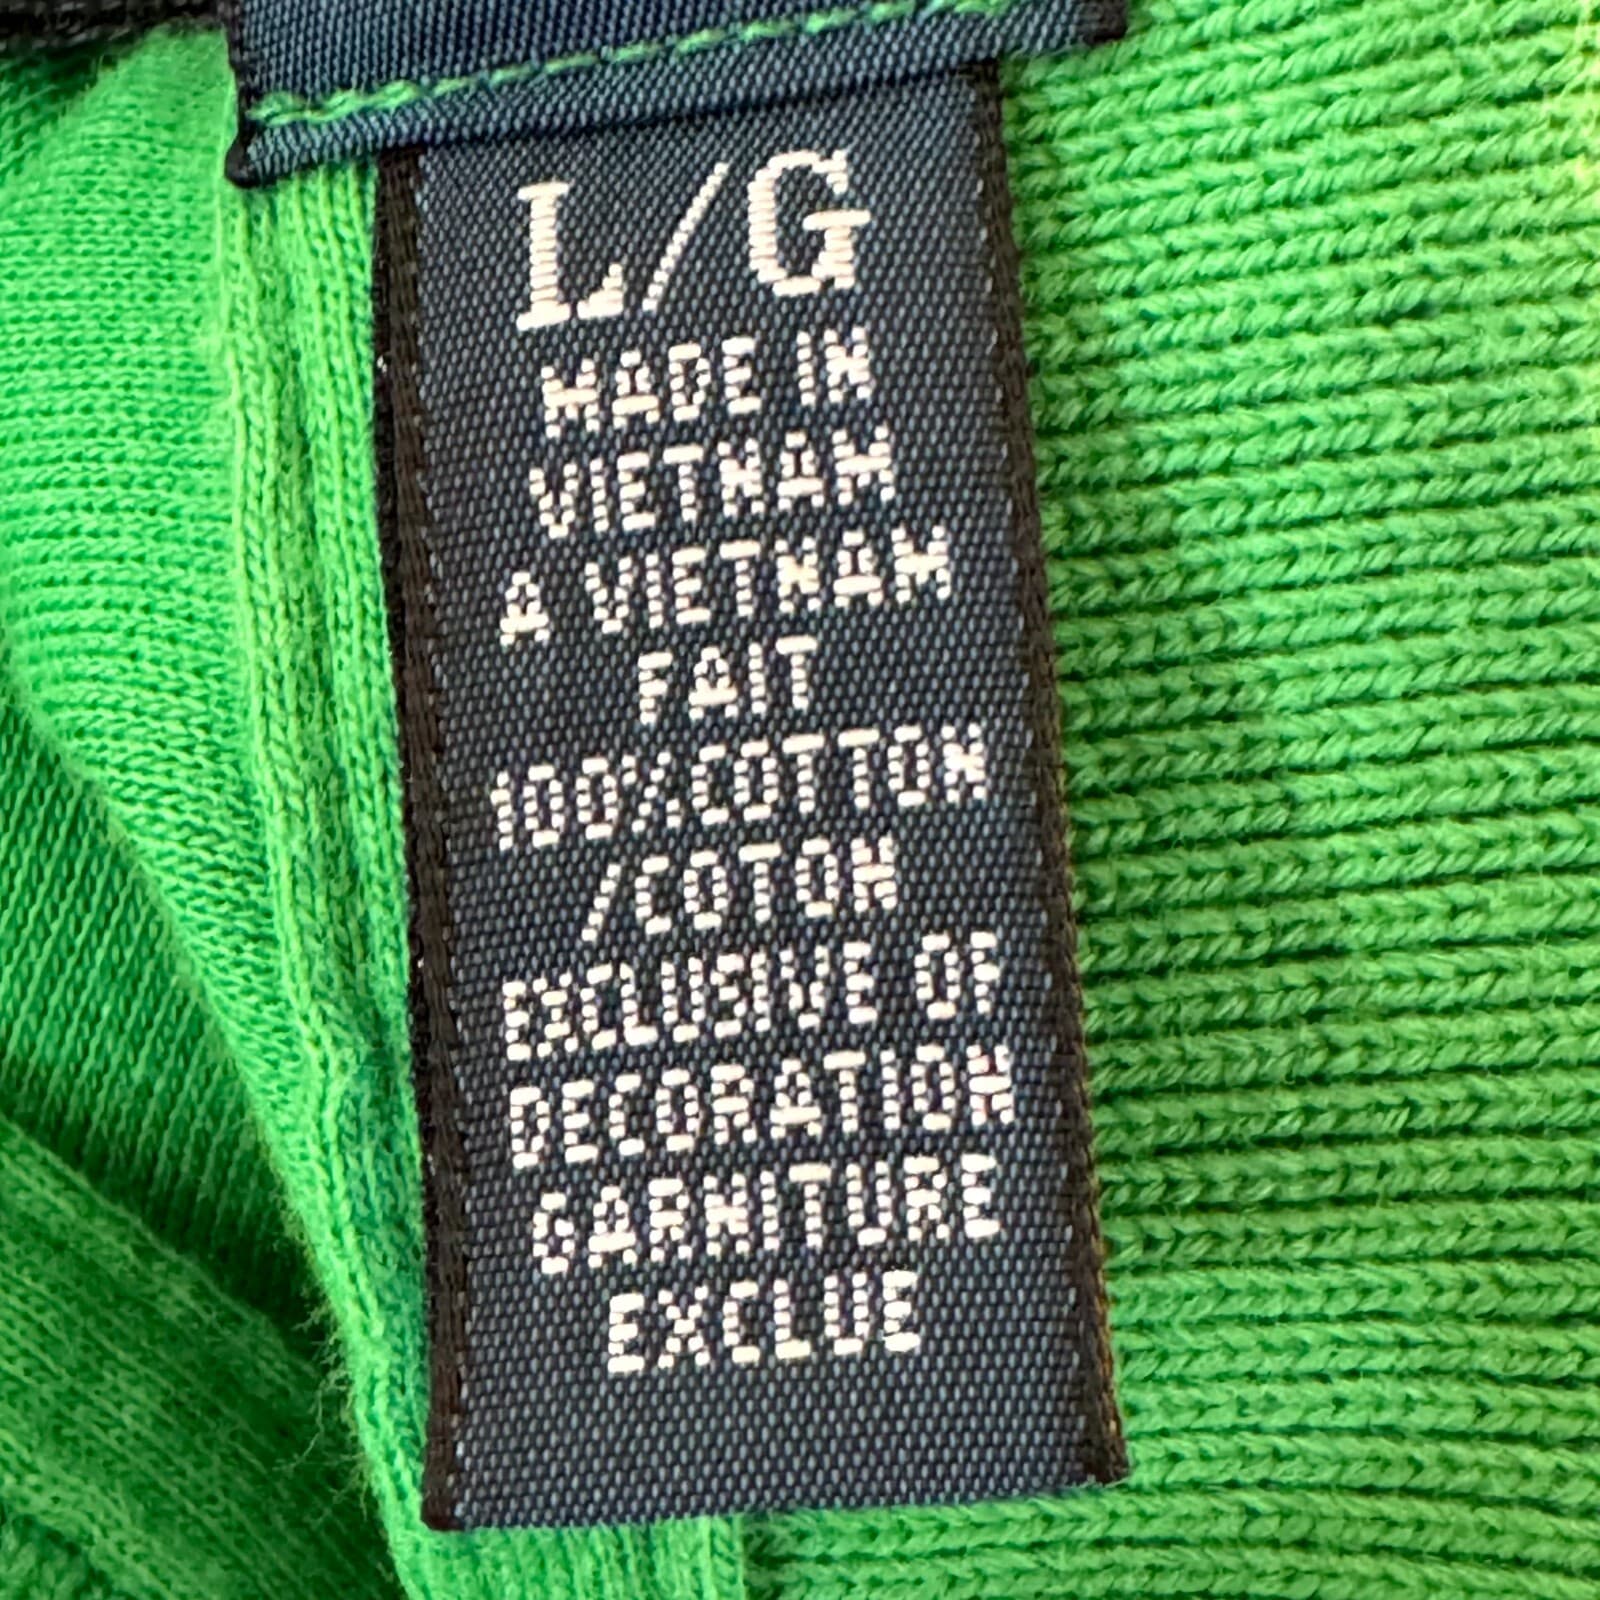 L/G
MADE IN
VIETNAM
A VIETNAM
FAIT
100%COTTON
/COTON
EXCLUSIVE OF
DECORATION
GARNITURE
EXCLUE